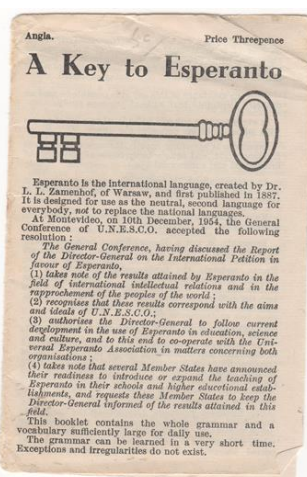 Angla.
Price Threepence
A Key to Esperanto
Esperanto is the international language, created by Dr.
L. L. Zamenhof, of Warsaw, and first published in 1887.
It is designed for use as the neutral, second language for
everybody, not to replace the national languages.
At Montevideo, on 10th December, 1954, the General
Conference of U.N.E.S.C.O. accepted the following
resolution :
The General Conference, having discussed the Report
of the Director-General on the International Petition in
favour of Esperanto,
(1) takes note of the results attained by Esperanto in the
field of international intellectual relations and in the
rapprochement of the peoples of the world ;
(2) recognises that these results correspond with the aims
and ideals of U.N.E.S.C.O.;
(3) authorises the Director-General to follow current
development in the use of Esperanto in education, science
and culture, and to this end to co-operate with the Uni-
versal Esperanto Association in matters concerning both
organisations ;
(4) takes note that several Member States have announced
their readiness to introduce or expand the teaching of
Esperanto in their schools and higher educational estab-
lishments, and requests these Member States to keep the
Director-General informed of the results attained in this
field.
This booklet contains the whole grammar and a
vocabulary sufficiently large for daily use.
The grammar can be learned in a very short time.
Exceptions and irregularities do not exist.